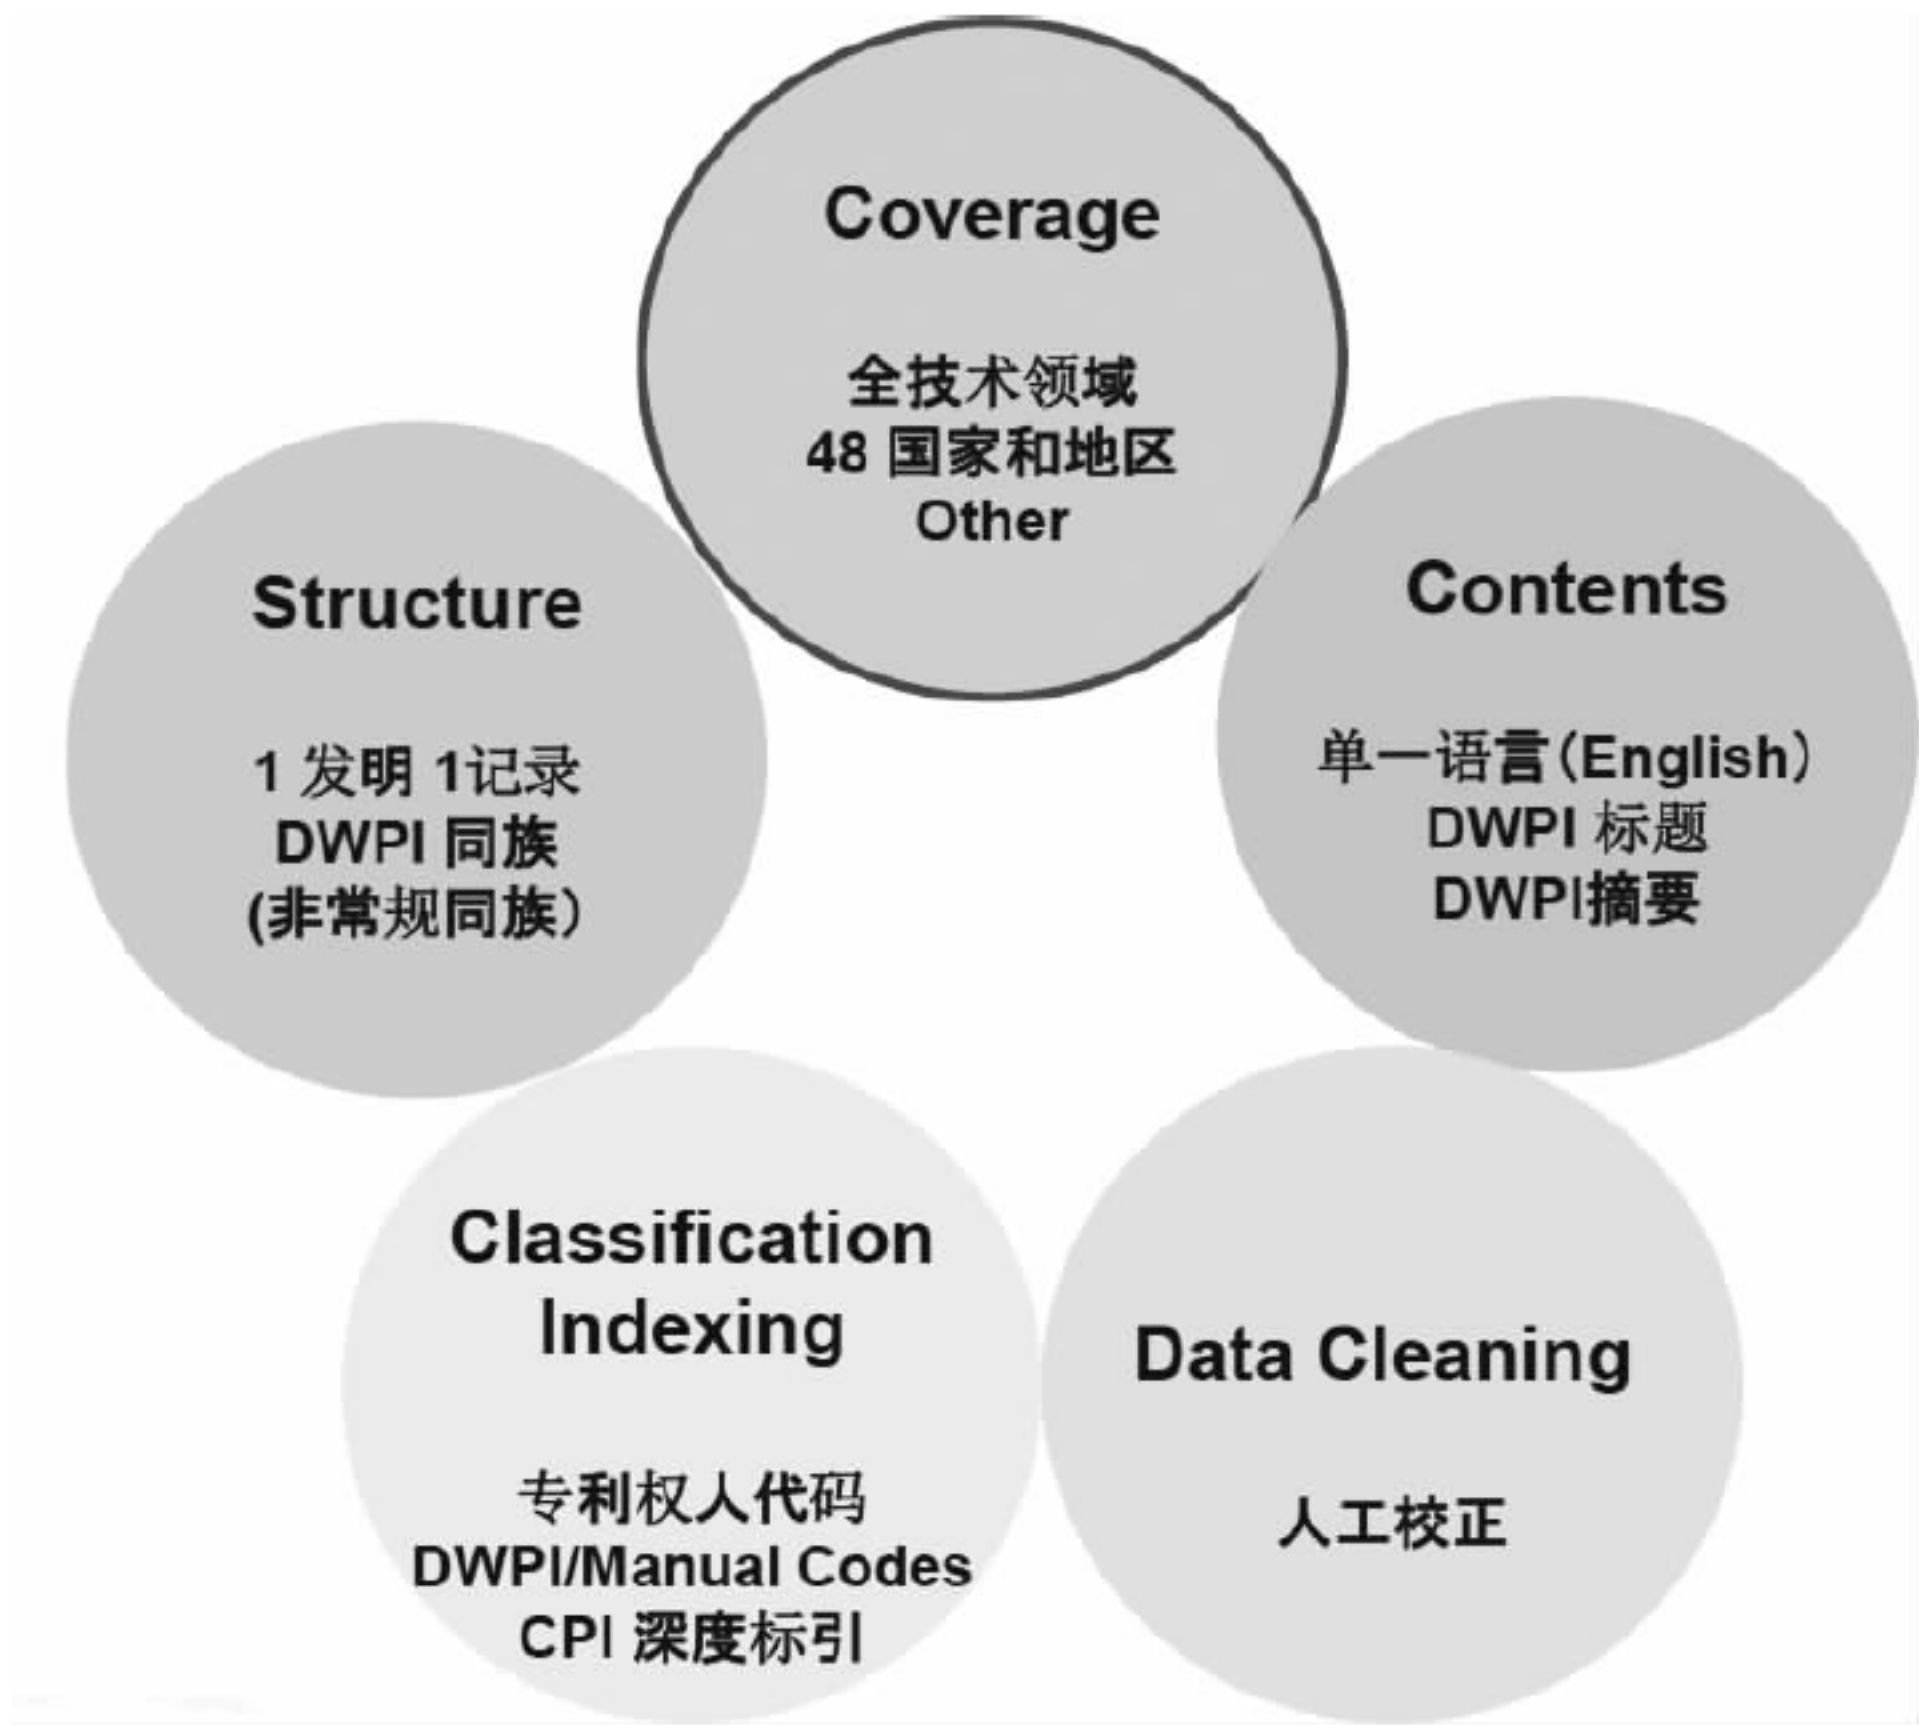 Coverage
全技术领域
48 国家和地区
Other
Structure
1 发明 1记录
DWPI 同族
(非常规同族）
Contents
单一语言（English）
DWPI 标题
DWPI摘要
Classification
Indexing
专利权人代码
DWPI/Manual Codes
CPI 深度标引
Data Cleaning
人工校正